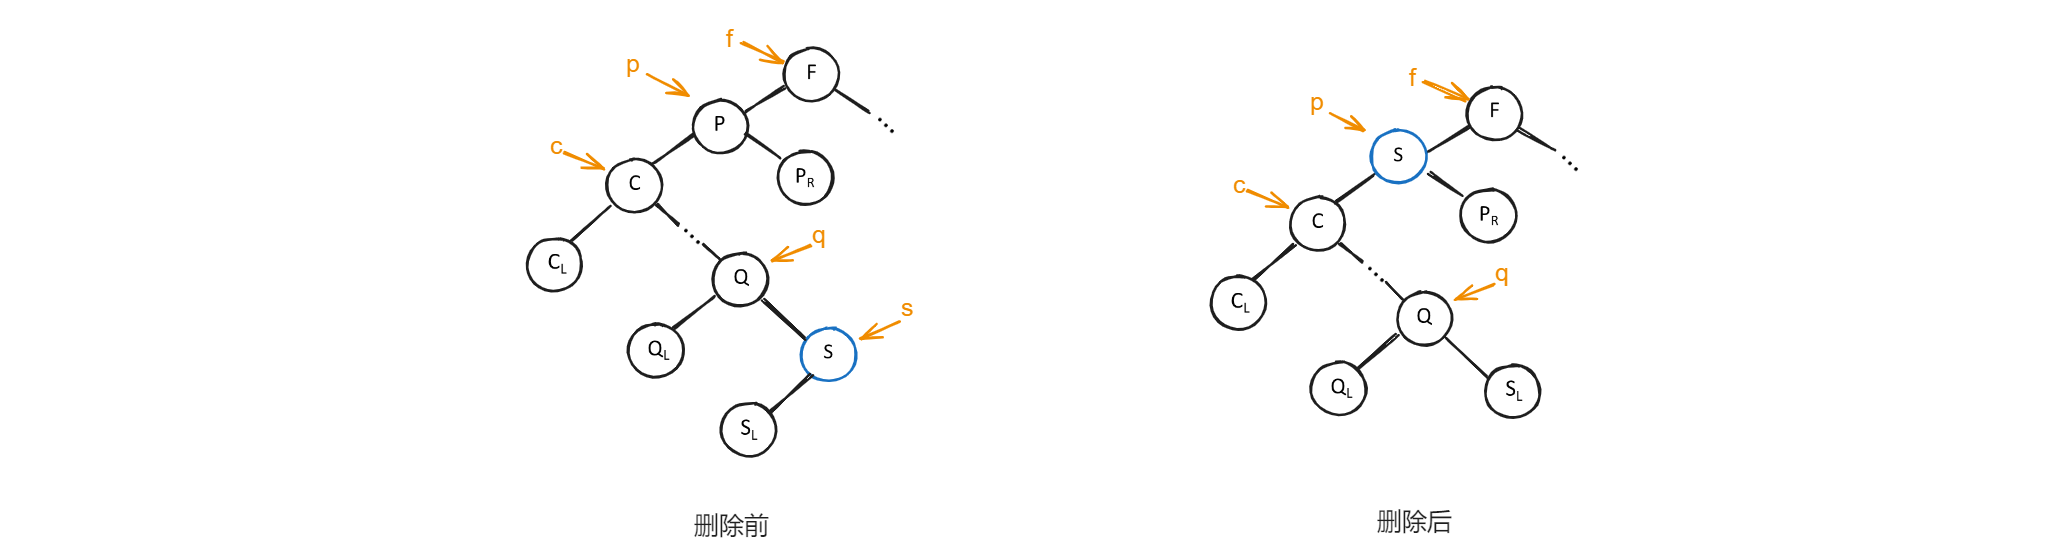 f
F
p
P
c
C
P_R
C_L
q
Q
s
Q_L
S
S_L
删除前
f
F
p
S
c
C
P_R
C_L
q
Q
Q_L
S_L
删除后